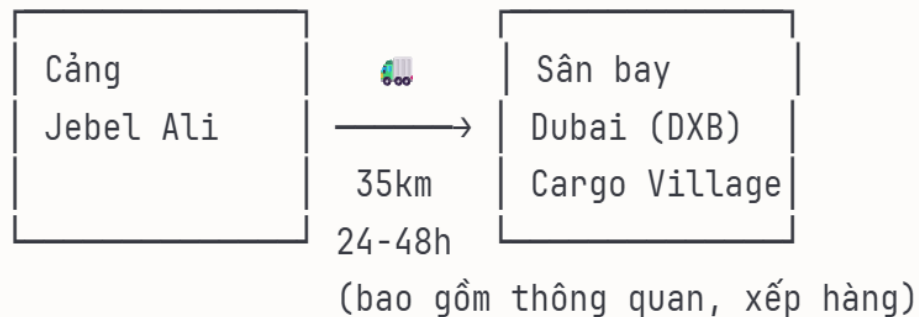 Cảng
Jebel Ali
35km
24-48h
(bao gồm thông quan, xếp hàng)
Sân bay
Dubai (DXB)
Cargo Village